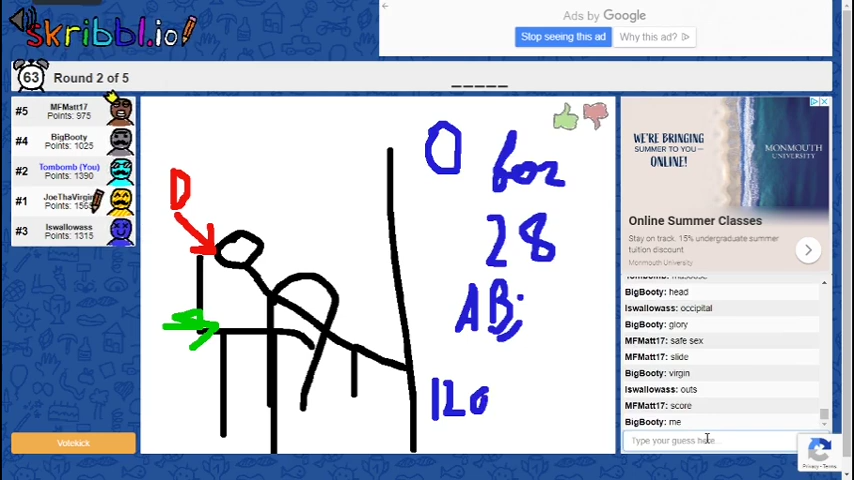 Ads by Google
skribbl.io
Stop seeing this ad
Why this ad?
63
Round 2 of 5
_____
#5
MFMatt17
Points: 975
#4
BigBooty
Points: 1025
#2
Tombomb (You)
Points: 1390
#1
JoeThaVirgin
#3
Iswallowass
Points: 1315
D
0 for
28
AB;
120
WE'RE BRINGING
SUMMER TO YOU—
ONLINE!
MONMOUTH
UNIVERSITY
Online Summer Classes
Stay on track. 15% undergraduate summer
tuition discount
Monmouth University
BigBooty: head
Iswallowass: occipital
BigBooty: glory
MFMatt17: safe sex
MFMatt17: slide
BigBooty: virgin
Iswallowass: outs
MFMatt17: score
BigBooty: me
Type your guess here...
Votekick
Privacy - Terms